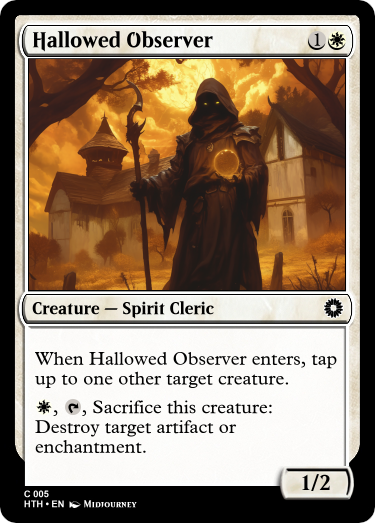 Hallowed Observer 1
Creature — Spirit Cleric
When Hallowed Observer enters, tap
up to one other target creature.
, , Sacrifice this creature:
Destroy target artifact or
enchantment.
1/2
C 005
HTH • EN Midjourney